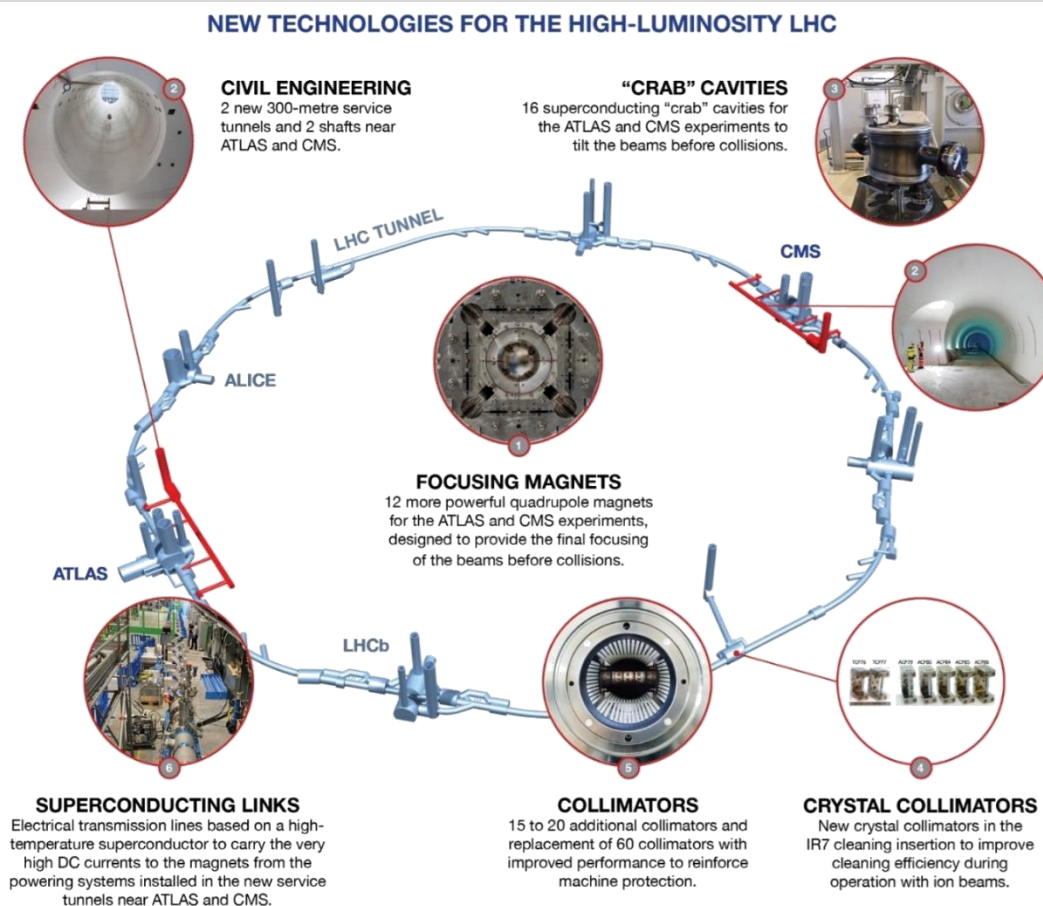 NEW TECHNOLOGIES FOR THE HIGH-LUMINOSITY LHC
2
CIVIL ENGINEERING
2 new 300-metre service
tunnels and 2 shafts near
ATLAS and CMS.
"CRAB" CAVITIES
16 superconducting "crab" cavities for
the ATLAS and CMS experiments to
tilt the beams before collisions.
3
LHC TUNNEL
CMS
2
ALICE
1
FOCUSING MAGNETS
12 more powerful quadrupole magnets
for the ATLAS and CMS experiments,
designed to provide the final focusing
of the beams before collisions.
ATLAS
LHCb
6
5
4
SUPERCONDUCTING LINKS
Electrical transmission lines based on a high-
temperature superconductor to carry the very
high DC currents to the magnets from the
powering systems installed in the new service
tunnels near ATLAS and CMS.
COLLIMATORS
15 to 20 additional collimators and
replacement of 60 collimators with
improved performance to reinforce
machine protection.
CRYSTAL COLLIMATORS
New crystal collimators in the
IR7 cleaning insertion to improve
cleaning efficiency during
operation with ion beams.